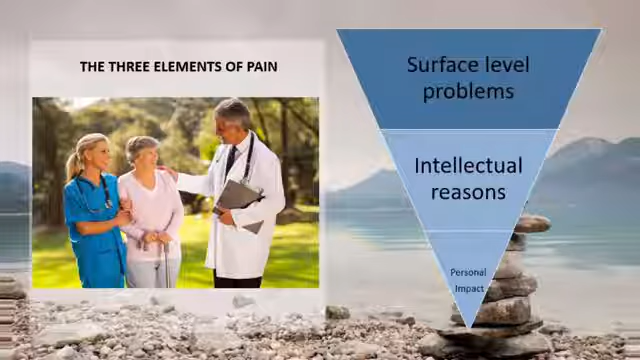 THE THREE ELEMENTS OF PAIN
Surface level
problems
Intellectual
reasons
Personal
Impact